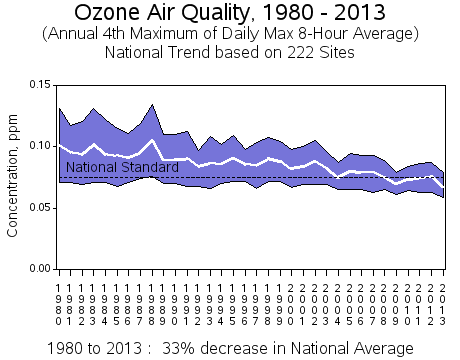 Ozone Air Quality, 1980 - 2013
(Annual 4th Maximum of Daily Max 8-Hour Average)
National Trend based on 222 Sites
Concentration, ppm
0.15
0.10
0.05
0.00
National Standard
1980 1981 1982 1983 1984 1985 1986 1987 1988 1989 1990 1991 1992 1993 1994 1995 1996 1997 1998 1999 2000 2001 2002 2003 2004 2005 2006 2007 2008 2009 2010 2011 2012 2013
1980 to 2013 : 33% decrease in National Average